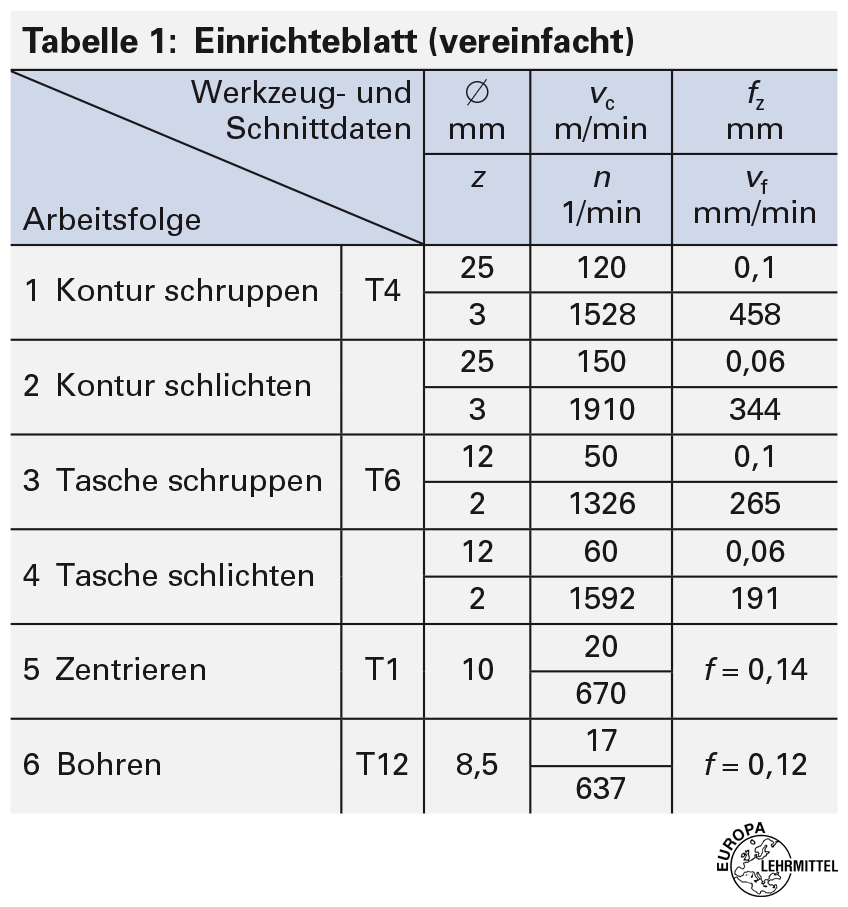 Tabelle 1: Einrichteblatt (vereinfacht)
Werkzeug- und Schnittdaten
Arbeitsfolge
∅ mm
v_c m/min
f_z mm
z
n 1/min
v_f mm/min
1 Kontur schruppen T4 25 120 0,1
3 1528 458
2 Kontur schlichten 25 150 0,06
3 1910 344
3 Tasche schruppen T6 12 50 0,1
2 1326 265
4 Tasche schlichten 12 60 0,06
2 1592 191
5 Zentrieren T1 10 20 f = 0,14
670
6 Bohren T12 8,5 17 f = 0,12
637
EUROPA
LEHRMITTEL